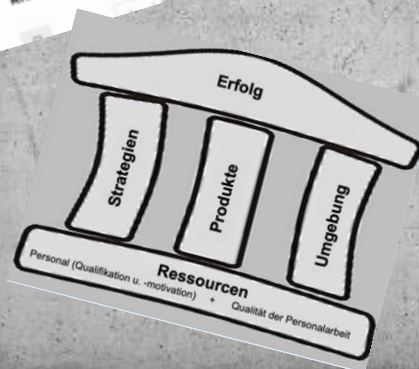 Erfolg
Strategien
Produkte
Umgebung
Ressourcen
Personal (Qualifikation u. -motivation) + Qualität der Personalarbeit